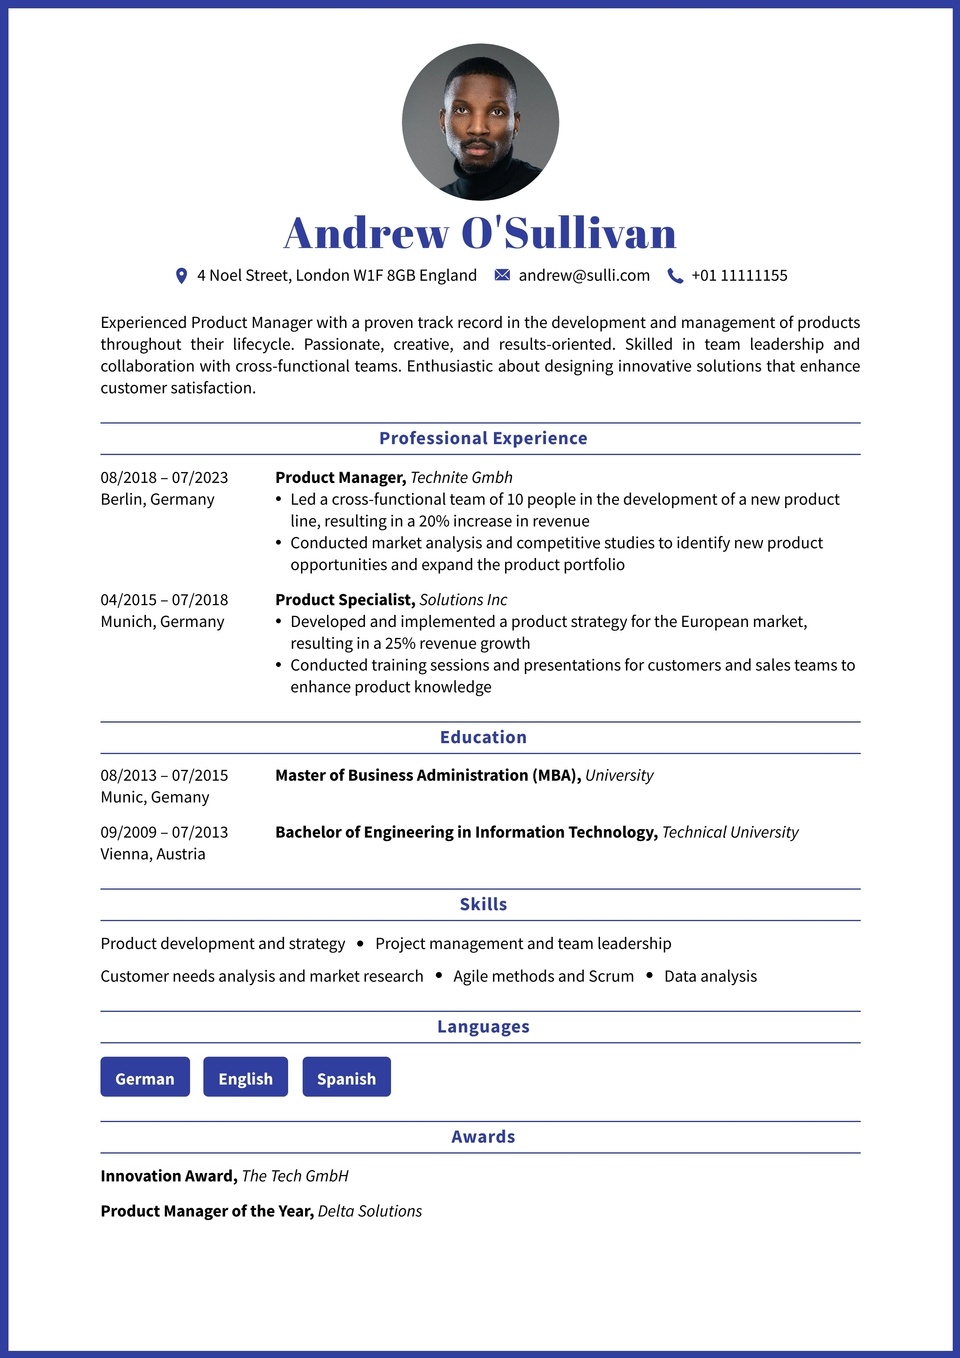 Andrew O'Sullivan
4 Noel Street, London W1F 8GB England andrew@sulli.com +01 11111155
Experienced Product Manager with a proven track record in the development and management of products
throughout their lifecycle. Passionate, creative, and results-oriented. Skilled in team leadership and
collaboration with cross-functional teams. Enthusiastic about designing innovative solutions that enhance
customer satisfaction.
Professional Experience
08/2018 – 07/2023 Product Manager, Technite Gmbh
Berlin, Germany • Led a cross-functional team of 10 people in the development of a new product
line, resulting in a 20% increase in revenue
• Conducted market analysis and competitive studies to identify new product
opportunities and expand the product portfolio
04/2015 – 07/2018 Product Specialist, Solutions Inc
Munich, Germany • Developed and implemented a product strategy for the European market,
resulting in a 25% revenue growth
• Conducted training sessions and presentations for customers and sales teams to
enhance product knowledge
Education
08/2013 – 07/2015 Master of Business Administration (MBA), University
Munic, Gemany
09/2009 – 07/2013 Bachelor of Engineering in Information Technology, Technical University
Vienna, Austria
Skills
Product development and strategy • Project management and team leadership
Customer needs analysis and market research • Agile methods and Scrum • Data analysis
Languages
German English Spanish
Awards
Innovation Award, The Tech GmbH
Product Manager of the Year, Delta Solutions